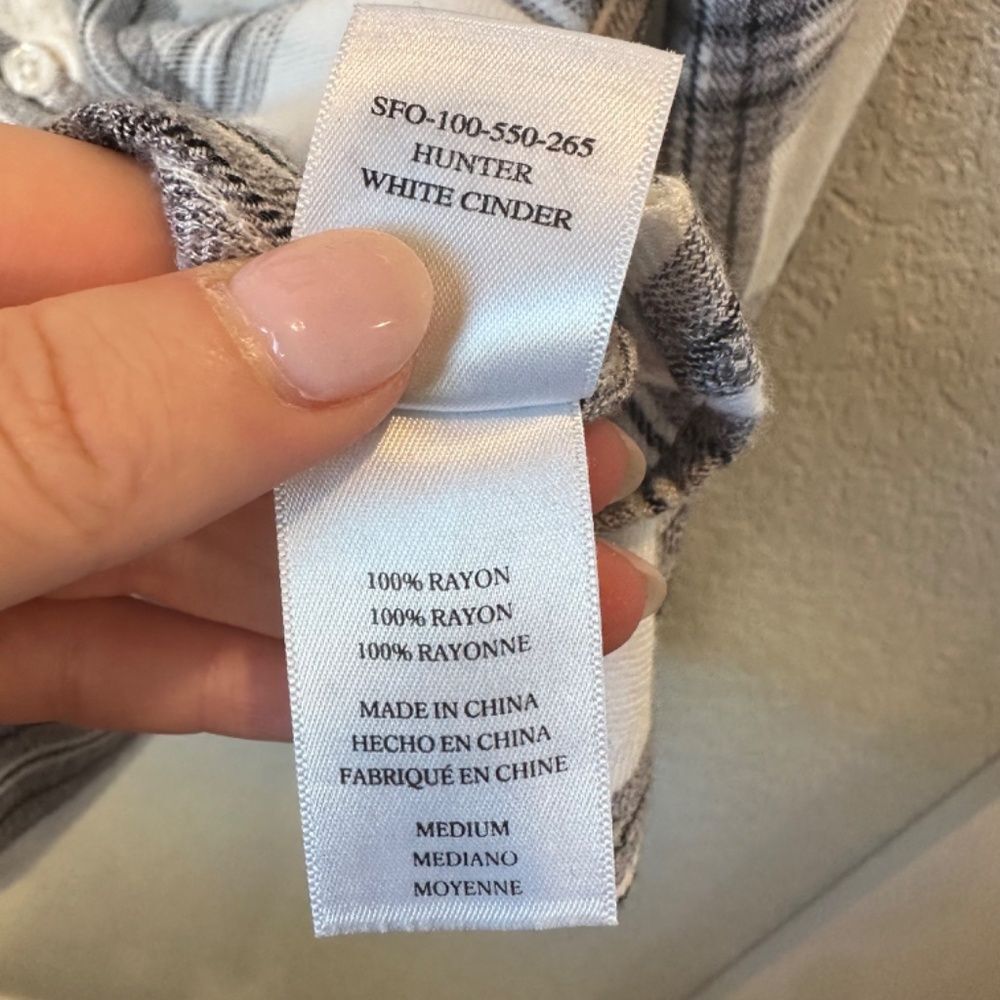 SFO-100-550-265
HUNTER
WHITE CINDER
100% RAYON
100% RAYON
100% RAYONNE
MADE IN CHINA
HECHO EN CHINA
FABRIQUÉ EN CHINE
MEDIUM
MEDIANO
MOYENNE